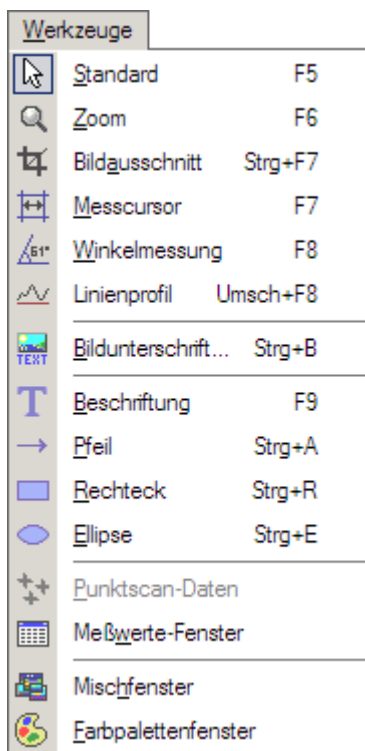 Werkzeuge
Standard F5
Zoom F6
Bildausschnitt Strg+F7
Messcursor F7
61° Winkelmessung F8
Linienprofil Umsch+F8
TEXT Bildunterschrift... Strg+B
T Beschriftung F9
Pfeil Strg+A
Rechteck Strg+R
Ellipse Strg+E
Punktscan-Daten
Meßwerte-Fenster
Mischfenster
Farbpalettenfenster